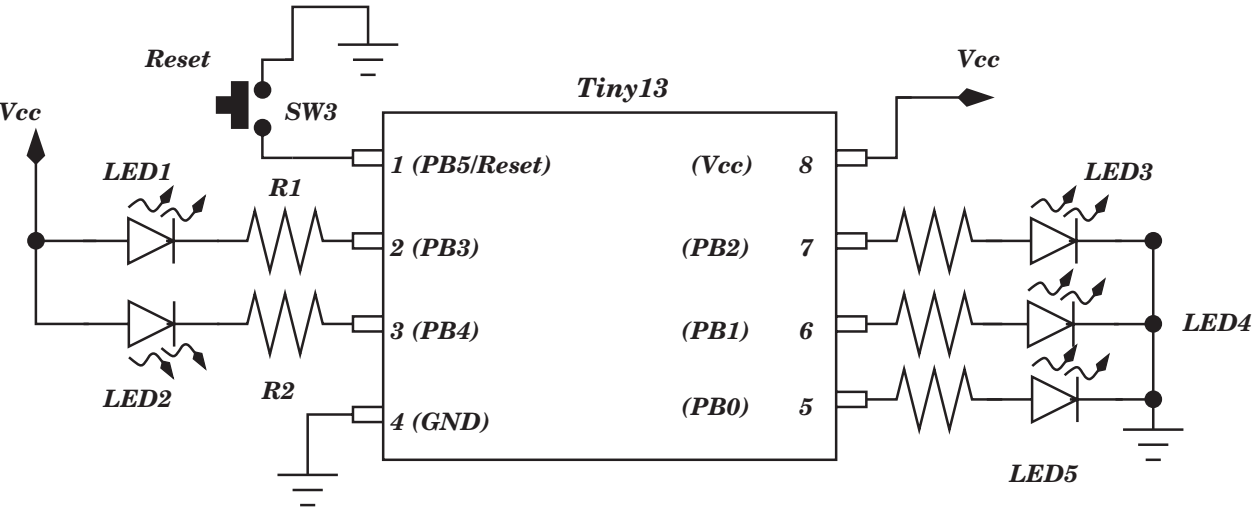 Reset
Vcc
Tiny13
Vcc
SW3
LED1
1 (PB5/Reset)
(Vcc) 8
LED3
R1
2 (PB3)
(PB2) 7
3 (PB4)
(PB1) 6
LED4
LED2
R2
4 (GND)
(PB0) 5
LED5